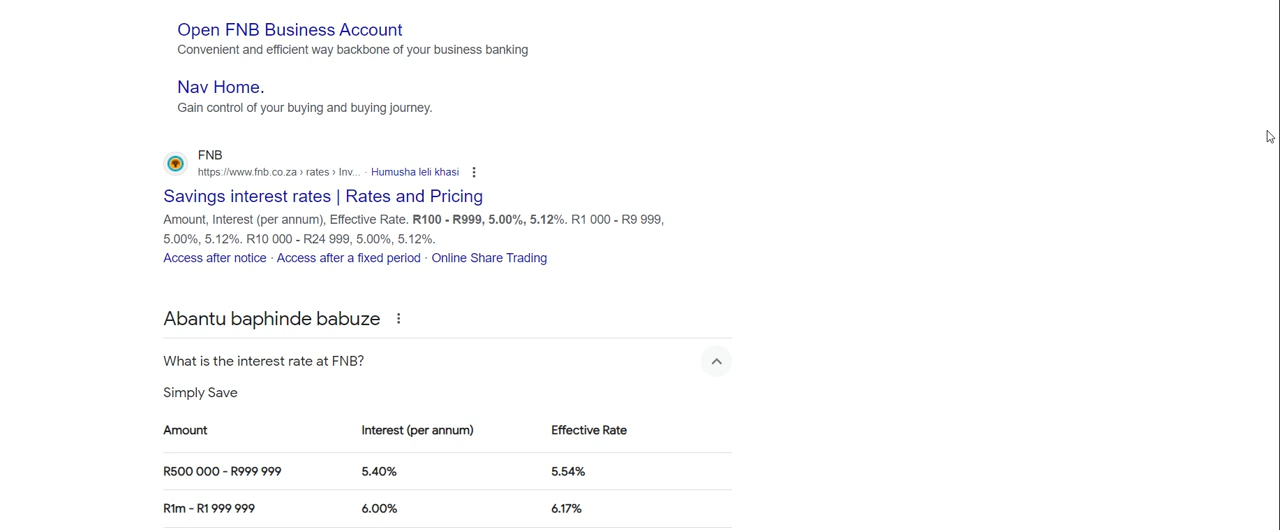 Open FNB Business Account
Convenient and efficient way backbone of your business banking
Nav Home.
Gain control of your buying and buying journey.
FNB
https://www.fnb.co.za › rates › Inv... · Humusha leli khasi
Savings interest rates | Rates and Pricing
Amount, Interest (per annum), Effective Rate. R100 - R999, 5.00%, 5.12%. R1 000 - R9 999,
5.00%, 5.12%. R10 000 - R24 999, 5.00%, 5.12%.
Access after notice · Access after a fixed period · Online Share Trading
Abantu baphinde babuze
What is the interest rate at FNB?
Simply Save
Amount Interest (per annum) Effective Rate
R500 000 - R999 999 5.40% 5.54%
R1m - R1 999 999 6.00% 6.17%